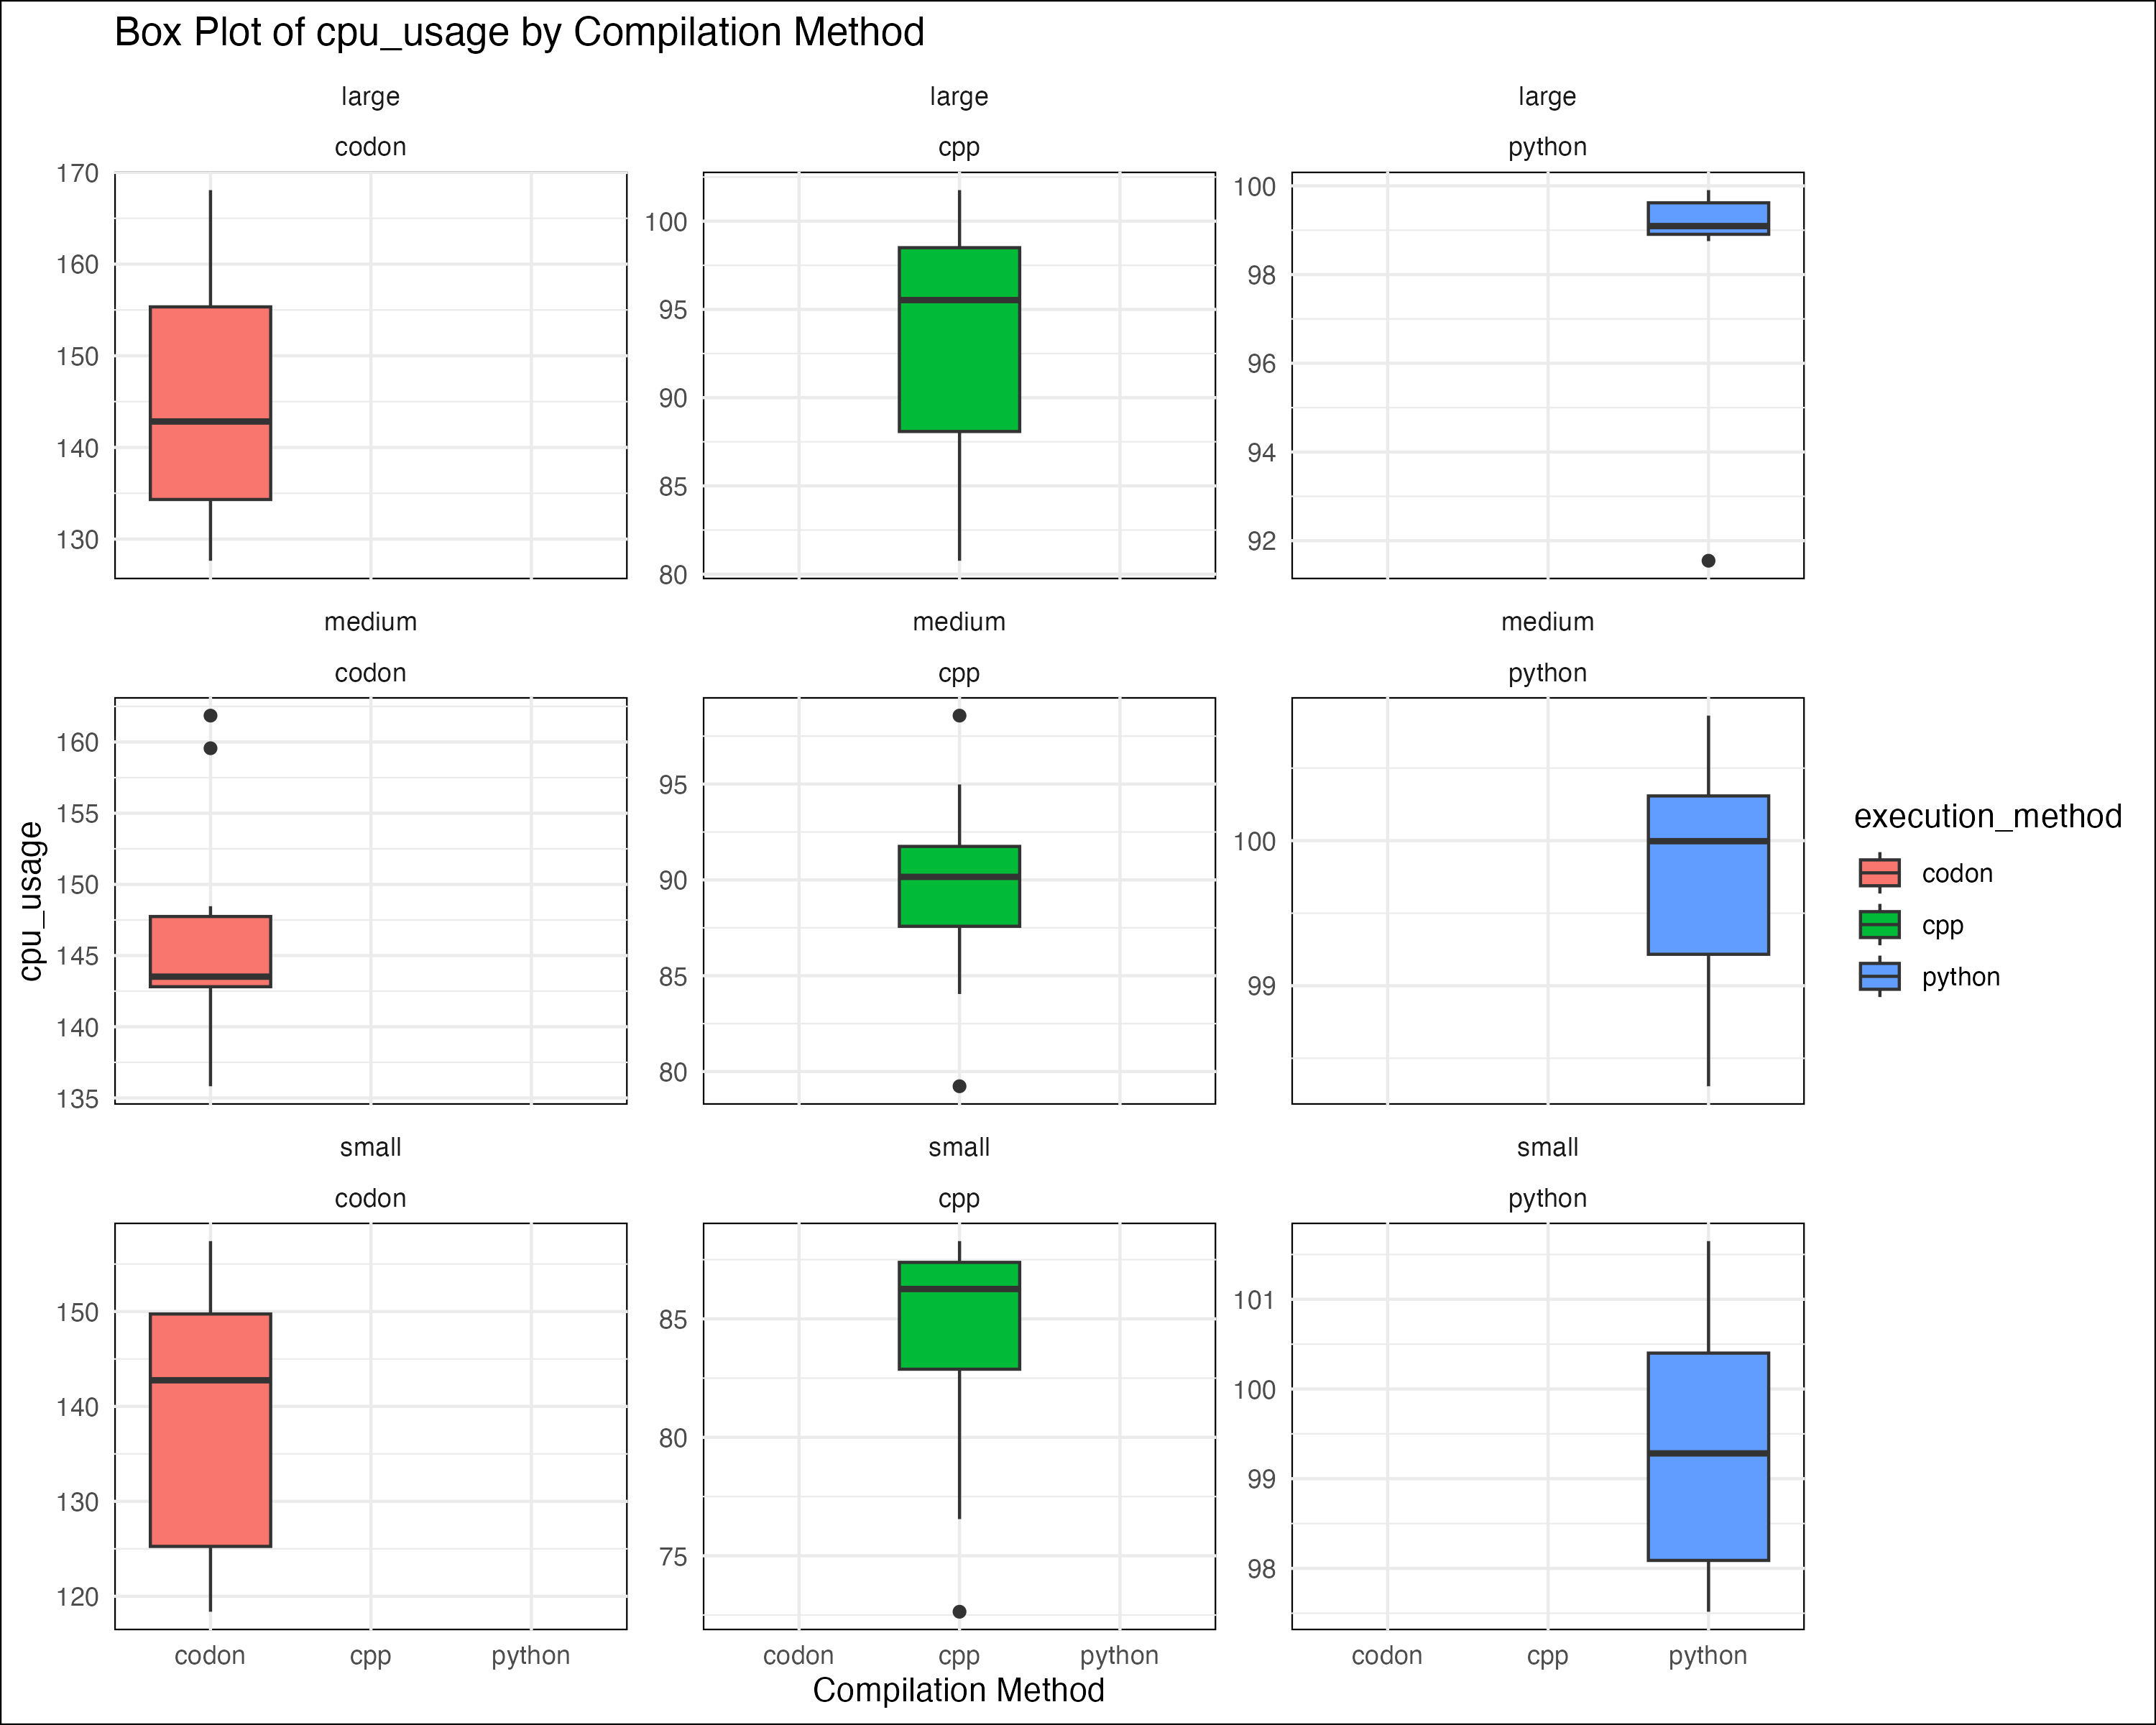 Box Plot of cpu_usage by Compilation Method
large
large
large
codon
cpp
python
170
160
150
140
130
100
95
90
85
80
100
98
96
94
92
medium
medium
medium
codon
cpp
python
160
155
150
145
140
135
95
90
85
80
100
99
cpu_usage
execution_method
codon
cpp
python
small
small
small
codon
cpp
python
150
140
130
120
85
80
75
101
100
99
98
codon cpp python
codon cpp python
codon cpp python
Compilation Method